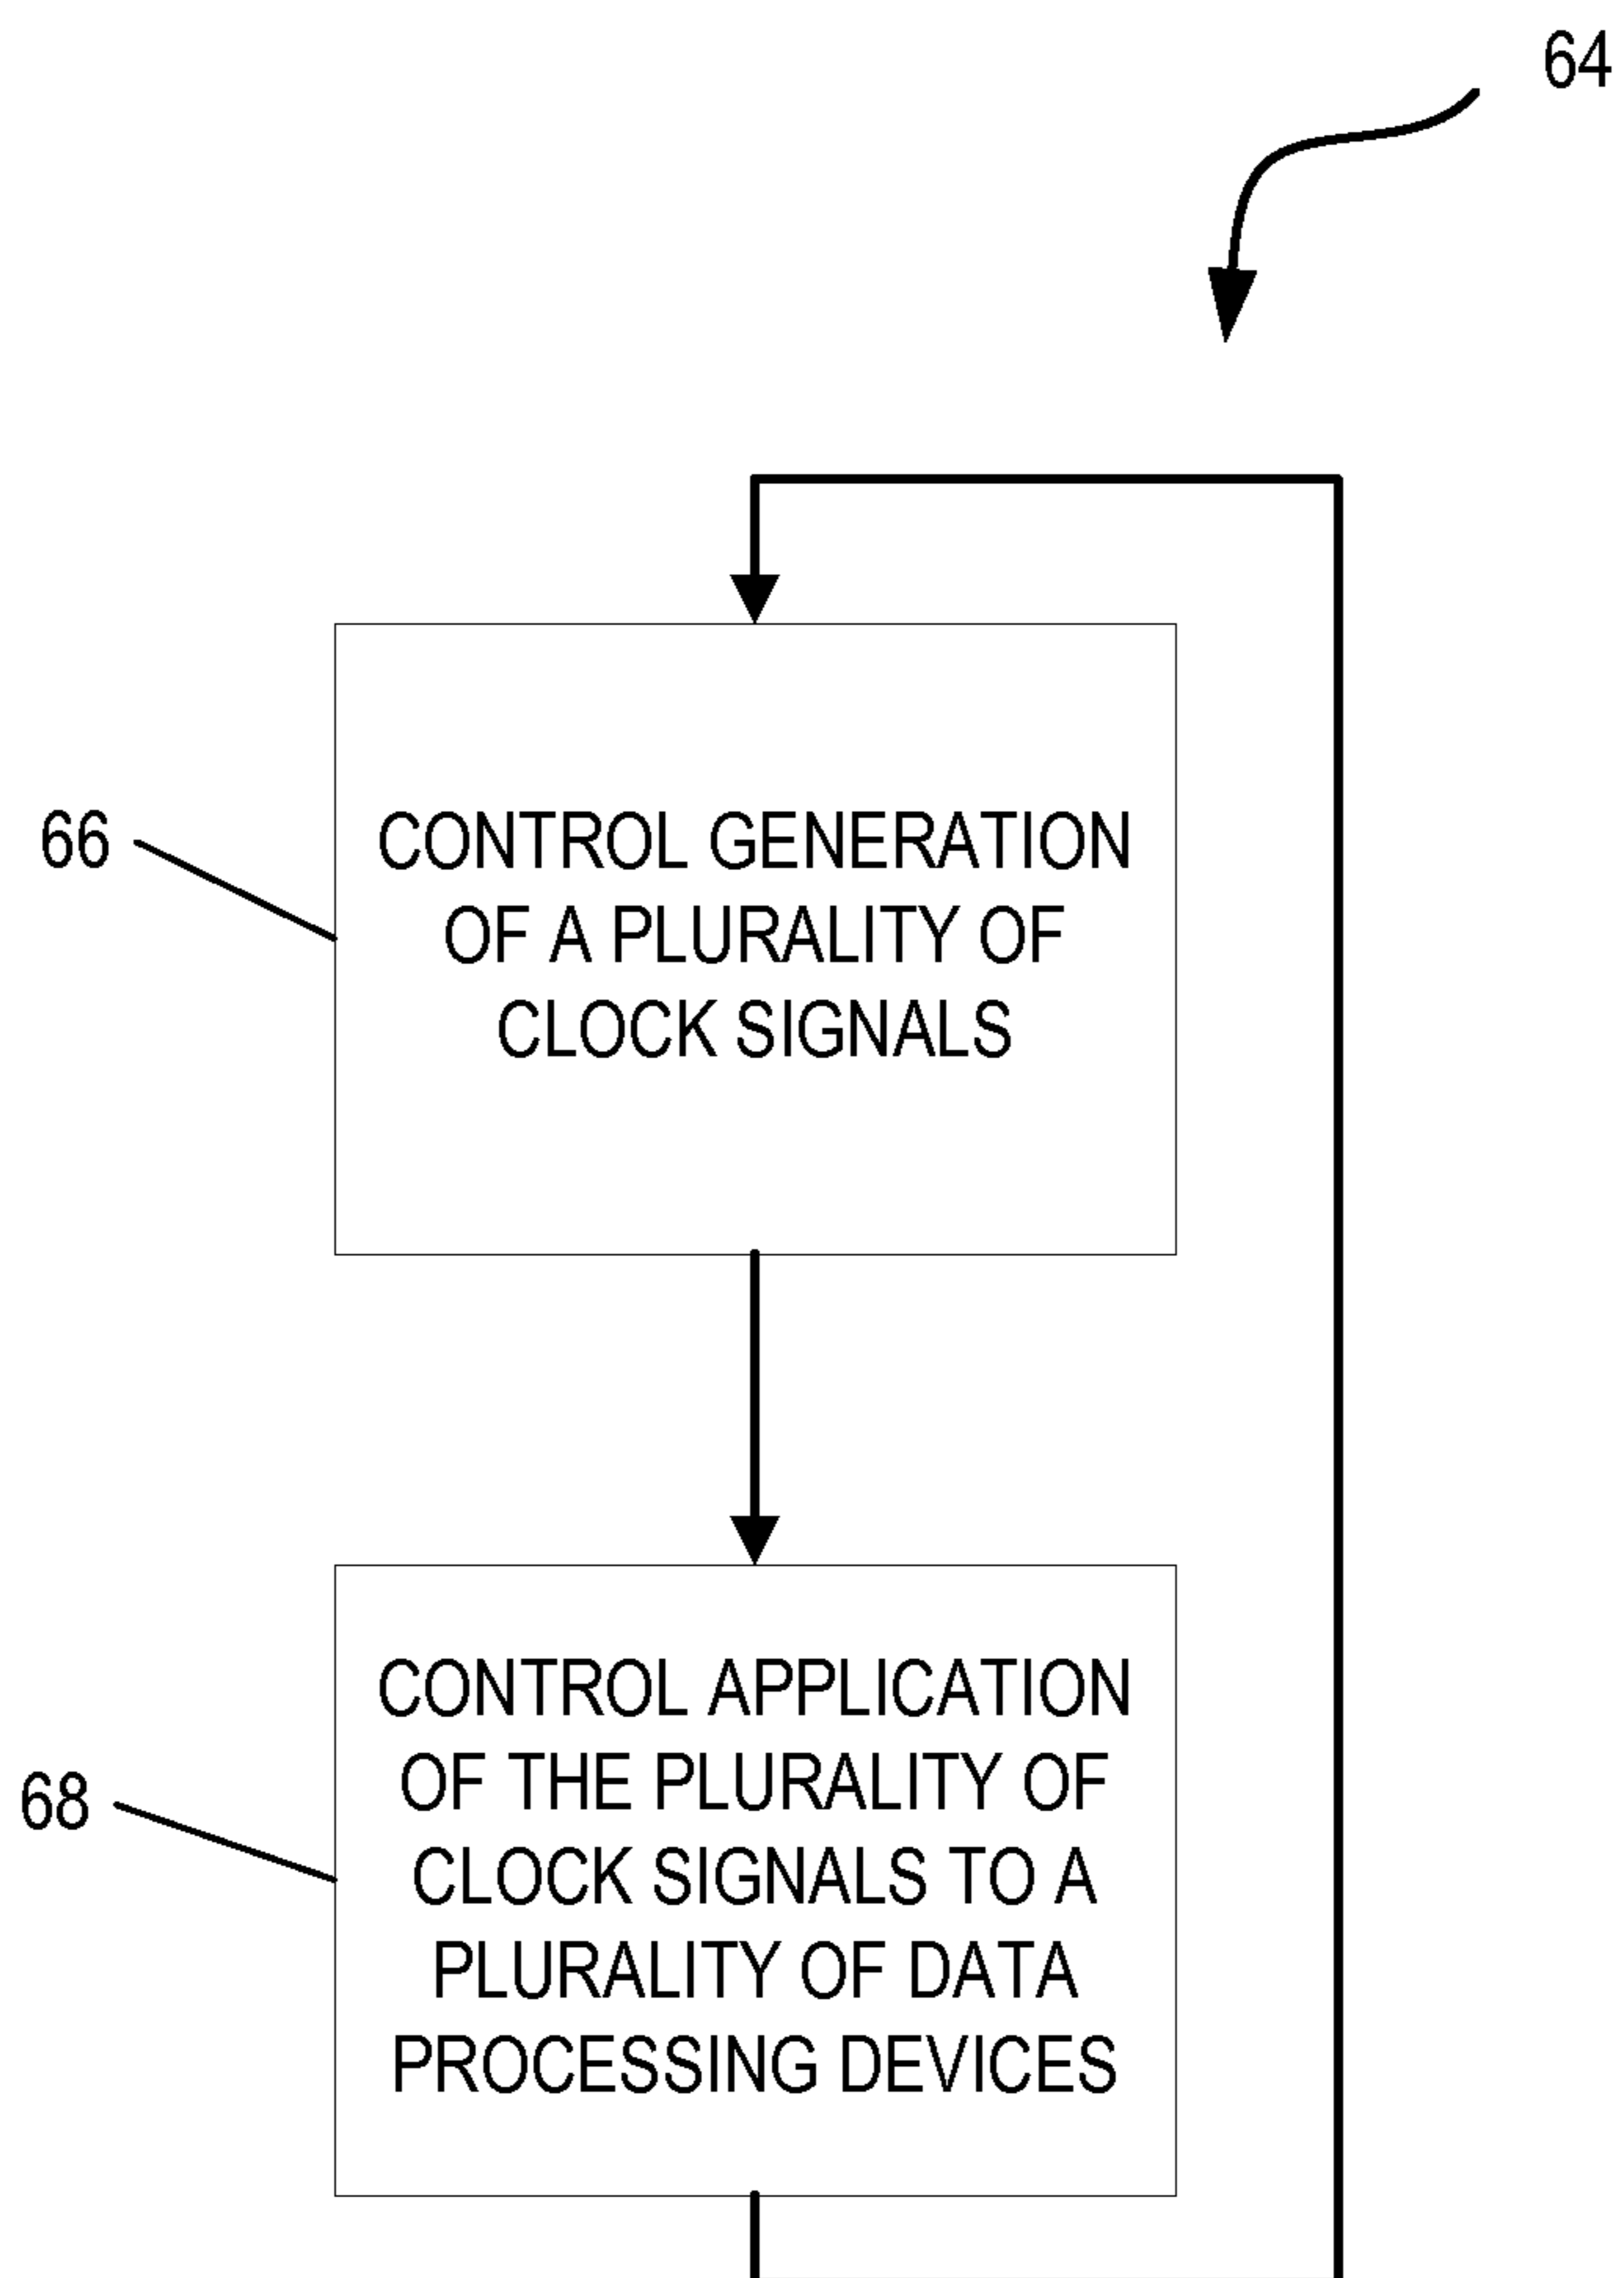 64
66
CONTROL GENERATION
OF A PLURALITY OF
CLOCK SIGNALS
68
CONTROL APPLICATION
OF THE PLURALITY OF
CLOCK SIGNALS TO A
PLURALITY OF DATA
PROCESSING DEVICES